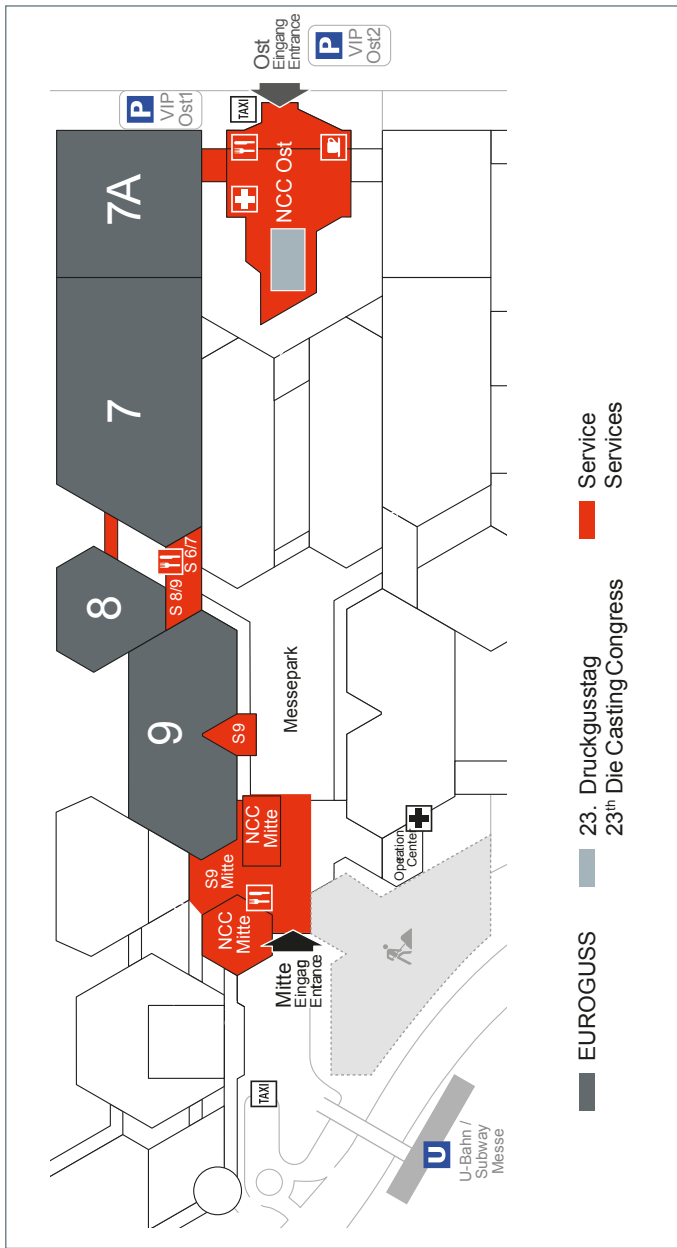 P
VIP
Ost1
Ost
Eingang
Entrance
P
VIP
Ost2
TAXI
7A
NCC Ost
7
S 6/7
S 8/9
8
9
S9
Messepark
NCC
Mitte
S9
Mitte
NCC
Mitte
Mitte
Eingag
Entrance
Operation
Center
TAXI
U
U-Bahn /
Subway
Messe
EUROGUSS
23. Druckgusstag
23th Die Casting Congress
Service
Services